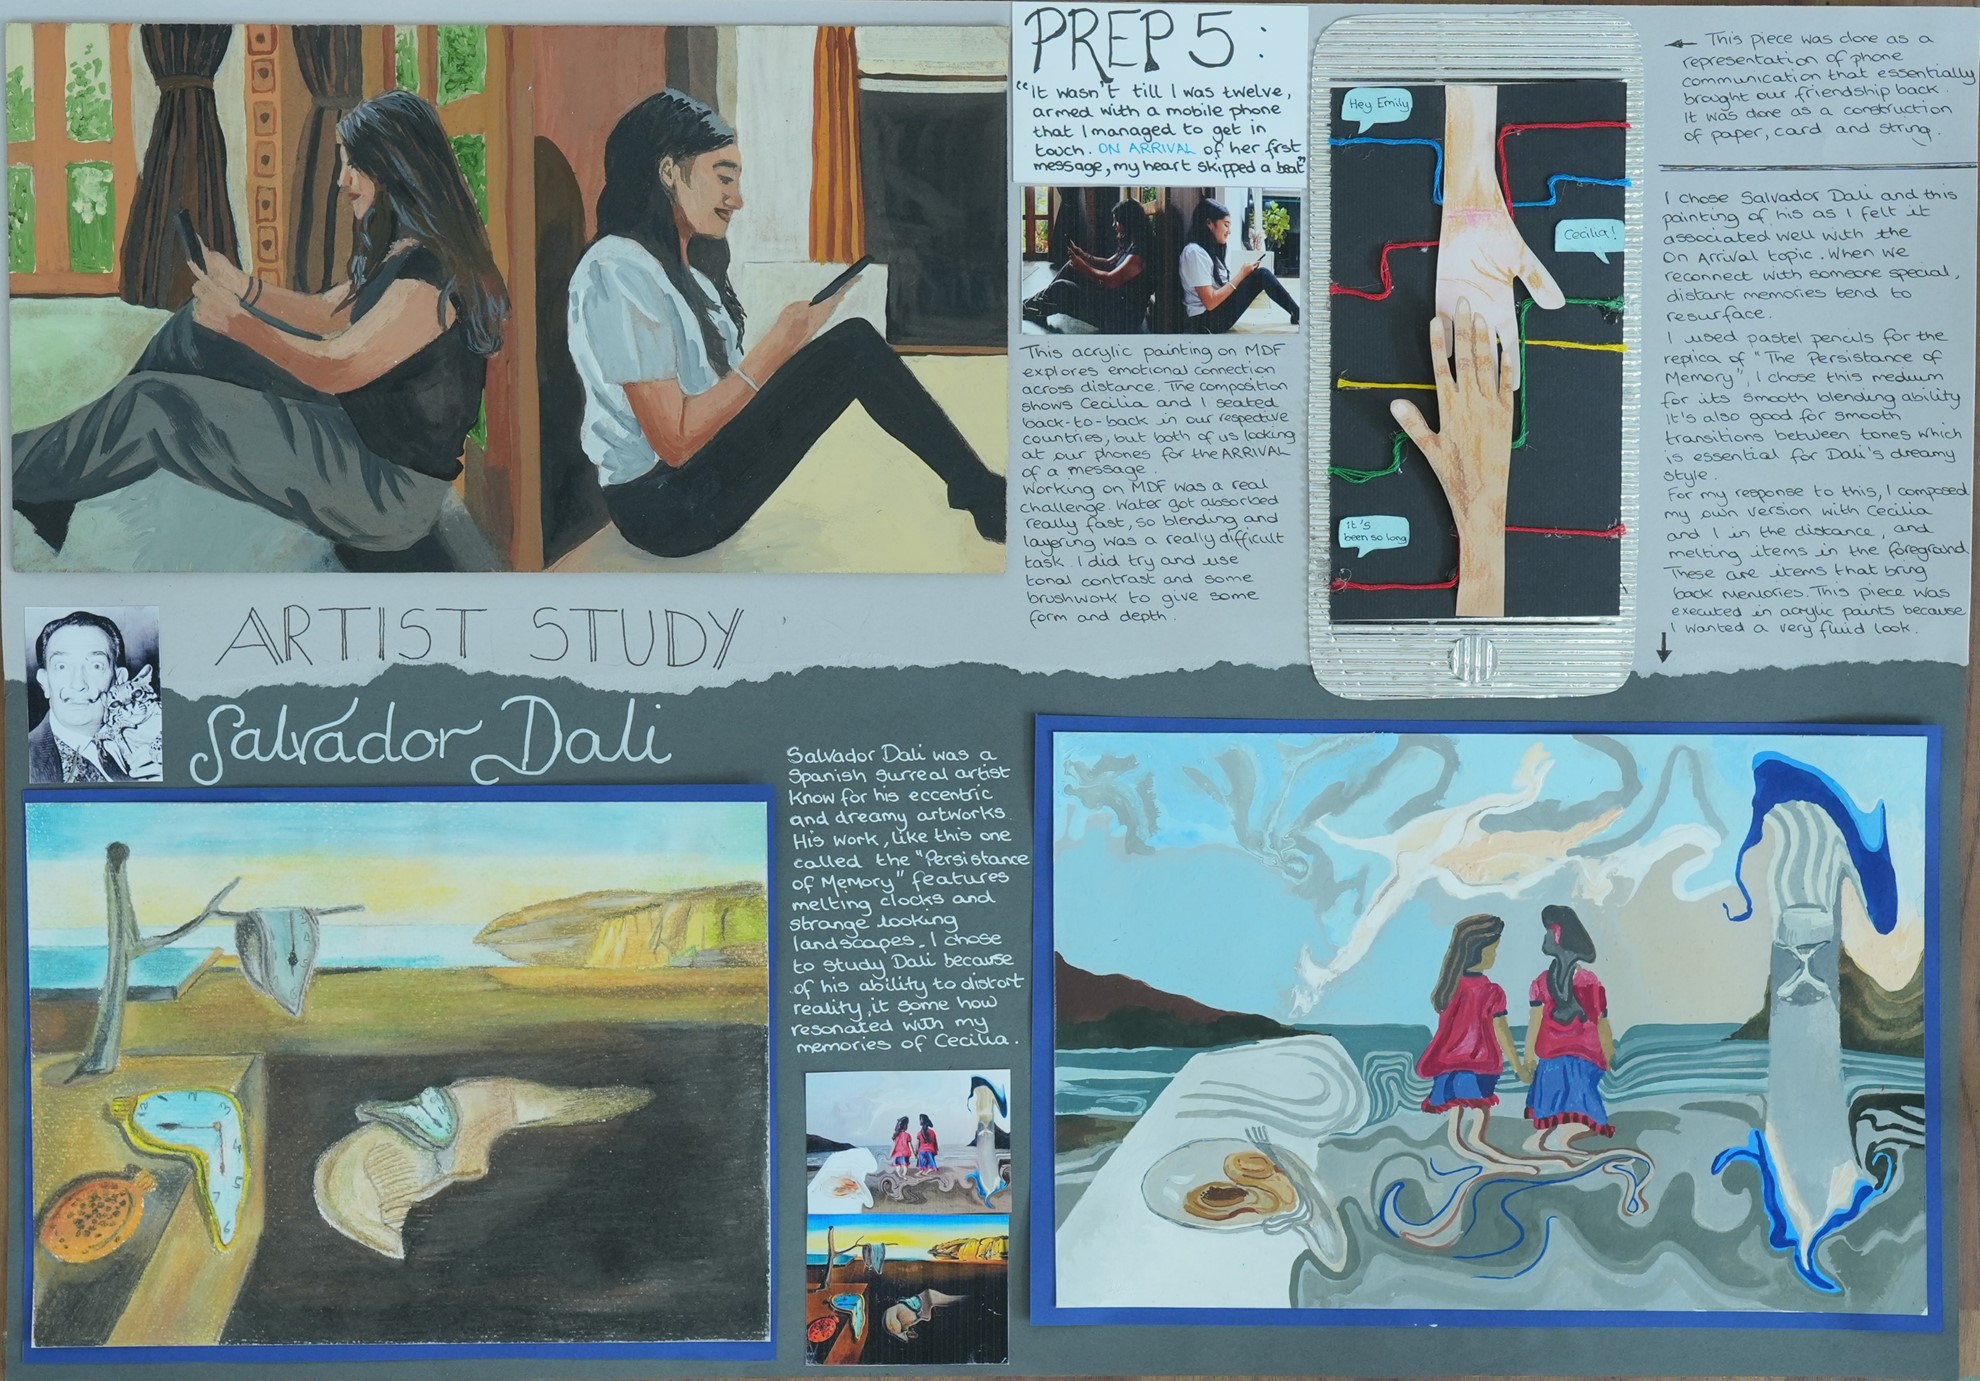 PREP 5:
"It wasn't till I was twelve,
armed with a mobile phone
that I managed to get in
touch. ON ARRIVAL of her first
message, my heart skipped a beat"
This acrylic painting on MDF
explores emotional connection
across distance. The composition
shows Cecilia and I seated
back-to-back in our respective
countries, but both of us looking
at our phones for the ARRIVAL
of a message.
Working on MDF was a real
challenge. Water got absorbed
really fast, so blending and
layering was a really difficult
task. I did try and use
tonal contrast and some
brushwork to give some
form and depth.
Hey Emily
Cecilia!
It's
been so long
This piece was done as a
representation of phone
communication that essentially
brought our friendship back.
It was done as a construction
of paper, card and string.
I chose Salvador Dali and this
painting of his as I felt it
associated well with the
On Arrival topic. When we
reconnect with someone special,
distant memories tend to
resurface.
I used pastel pencils for the
replica of "The Persistance of
Memory", I chose this medium
for its smooth blending ability
It's also good for smooth
transitions between tones which
is essential for Dali's dreamy
style.
For my response to this, I composed
my own version with Cecilia
and I in the distance, and
melting items in the foreground
These are items that bring
back memories. This piece was
executed in acrylic paints because
I wanted a very fluid look.
ARTIST STUDY
Salvador Dali
Salvador Dali was a
Spanish surreal artist
know for his eccentric
and dreamy artworks.
His work, like this one
called the "Persistance
of Memory" features
melting clocks and
strange looking
landscapes. I chose
to study Dali because
of his ability to distort
reality, it some how
resonated with my
memories of Cecilia.
12
2
3
4
5
6
7